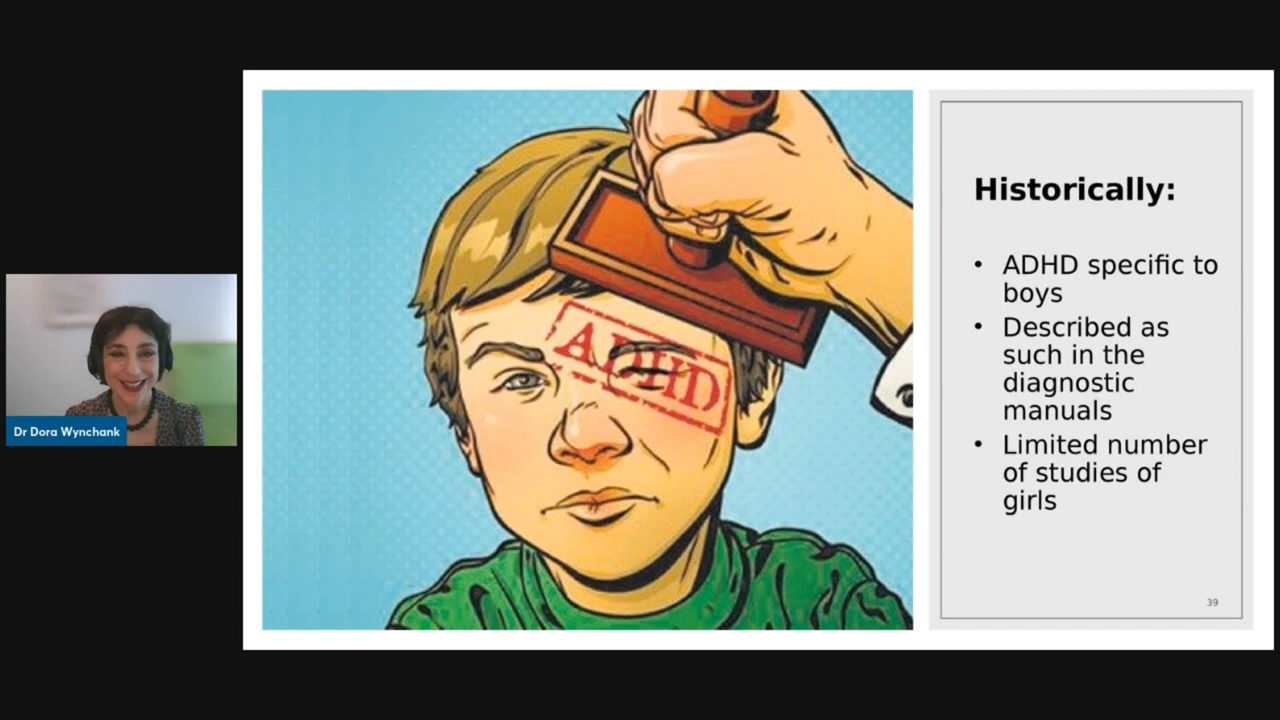 Dr Dora Wynchank
ADHD
Historically:
• ADHD specific to
boys
• Described as
such in the
diagnostic
manuals
• Limited number
of studies of
girls
39